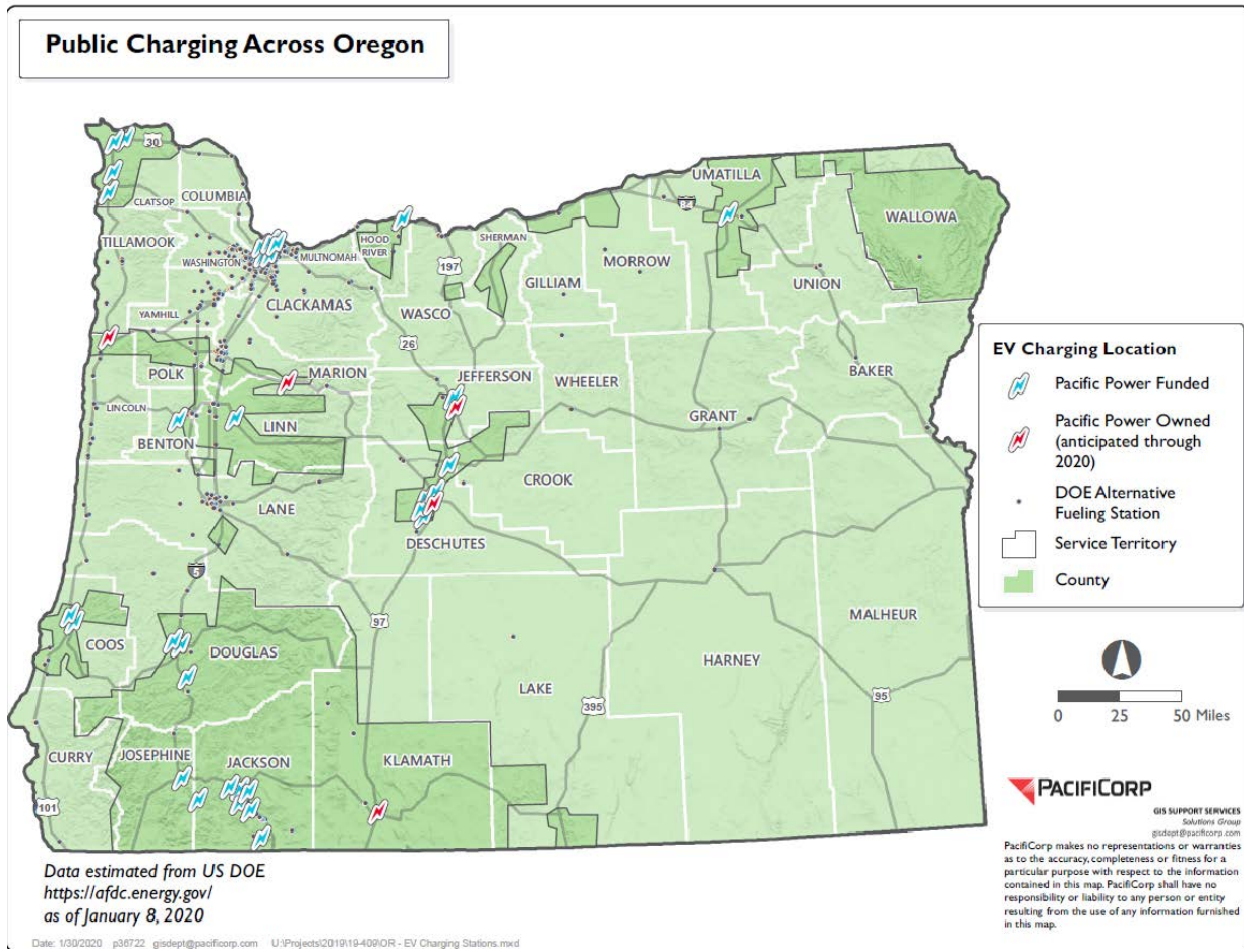 Public Charging Across Oregon
30
COLUMBIA
CLATSOP
UMATILLA
WALLOWA
TILLAMOOK
WASHINGTON
MULTNOMAH
HOOD
RIVER
SHERMAN
197
GILLIAM
MORROW
UNION
CLACKAMAS
YAMHILL
WASCO
26
POLK
MARION
JEFFERSON
WHEELER
BAKER
LINCOLN
BENTON
LINN
GRANT
CROOK
LANE
DESCHUTES
5
97
COOS
DOUGLAS
MALHEUR
HARNEY
LAKE
395
95
CURRY
JOSEPHINE
JACKSON
KLAMATH
101
EV Charging Location
Pacific Power Funded
Pacific Power Owned
(anticipated through
2020)
DOE Alternative
Fueling Station
Service Territory
County
0 25 50 Miles
PACIFICORP
GIS SUPPORT SERVICES
Solutions Group
gisdept@pacificorp.com
PacifiCorp makes no representations or warranties
as to the accuracy, completeness or fitness for a
particular purpose with respect to the information
contained in this map. PacifiCorp shall have no
responsibility or liability to any person or entity
resulting from the use of any information furnished
in this map.
Data estimated from US DOE
https://afdc.energy.gov/
as of January 8, 2020
Date: 1/30/2020 p36722 gisdept@pacificorp.com U:\Projects\2019\19-409\OR - EV Charging Stations.mxd